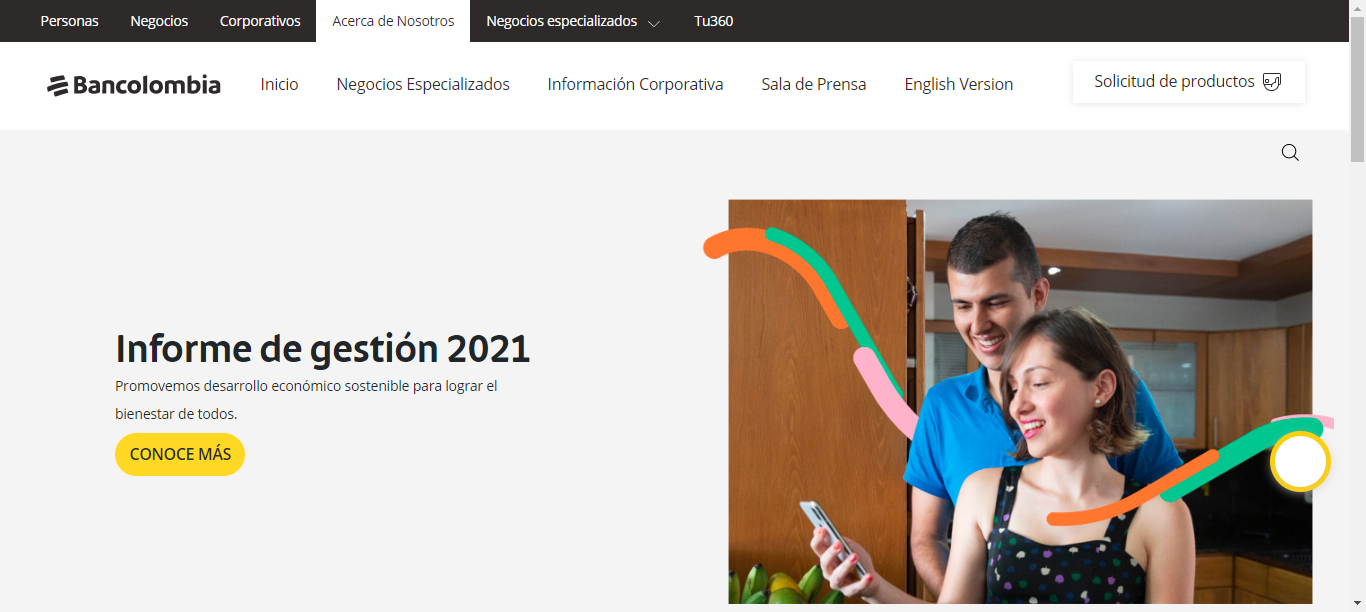 Personas Negocios Corporativos Acerca de Nosotros Negocios especializados Tu360
Bancolombia Inicio Negocios Especializados Información Corporativa Sala de Prensa English Version Solicitud de productos
Informe de gestión 2021
Promovemos desarrollo económico sostenible para lograr el
bienestar de todos.
CONOCE MÁS